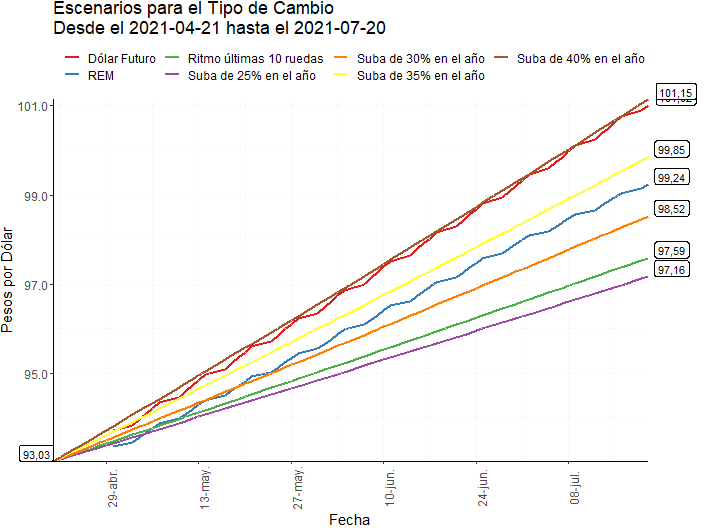 Escenarios para el Tipo de Cambio
Desde el 2021-04-21 hasta el 2021-07-20
Dólar Futuro Ritmo últimas 10 ruedas Suba de 30% en el año Suba de 40% en el año
REM Suba de 25% en el año Suba de 35% en el año
101,15
101.0
99,85
99,24
99.0
98,52
97,59
97,16
97.0
95.0
93,03
Pesos por Dólar
29-abr.
13-may.
27-may.
10-jun.
24-jun.
08-jul.
Fecha